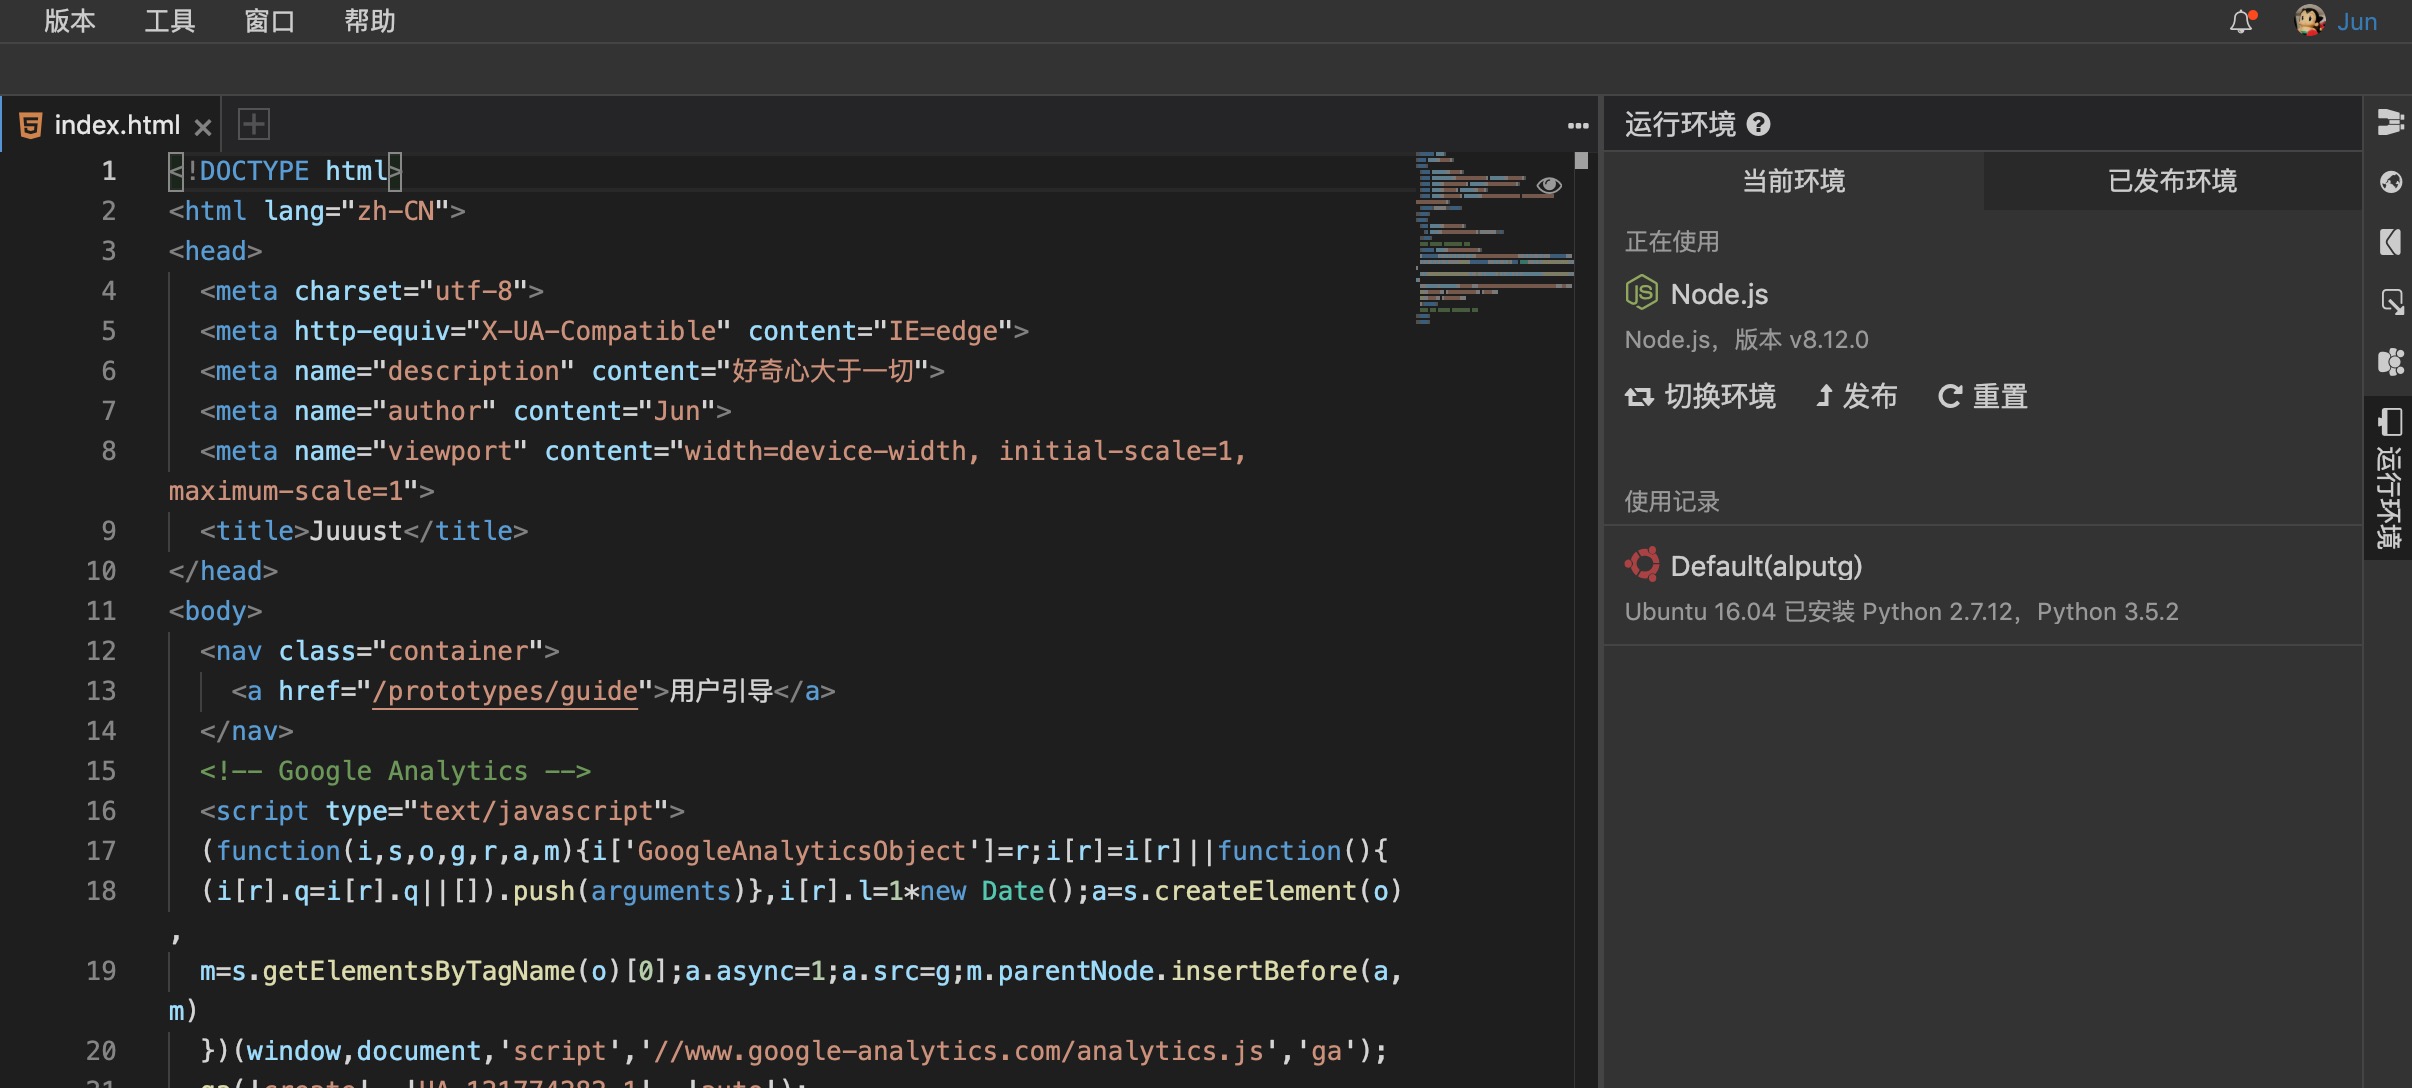 版本 工具 窗口 帮助 Jun
index.html
运行环境
1 <!DOCTYPE html>
2 <html lang="zh-CN">
3 <head>
4 <meta charset="utf-8">
5 <meta http-equiv="X-UA-Compatible" content="IE=edge">
6 <meta name="description" content="好奇心大于一切">
7 <meta name="author" content="Jun">
8 <meta name="viewport" content="width=device-width, initial-scale=1,
maximum-scale=1">
9 <title>Juuust</title>
10 </head>
11 <body>
12 <nav class="container">
13 <a href="/prototypes/guide">用户引导</a>
14 </nav>
15 <!-- Google Analytics -->
16 <script type="text/javascript">
17 (function(i,s,o,g,r,a,m){i['GoogleAnalyticsObject']=r;i[r]=i[r]||function(){
18 (i[r].q=i[r].q||[]).push(arguments)},i[r].l=1*new Date();a=s.createElement(o)
,
19 m=s.getElementsByTagName(o)[0];a.async=1;a.src=g;m.parentNode.insertBefore(a,
m)
20 })(window,document,'script','//www.google-analytics.com/analytics.js','ga');
21
当前环境 已发布环境
正在使用
Node.js
Node.js，版本 v8.12.0
切换环境 发布 重置
使用记录
Default(alputg)
Ubuntu 16.04 已安装 Python 2.7.12，Python 3.5.2
运行环境